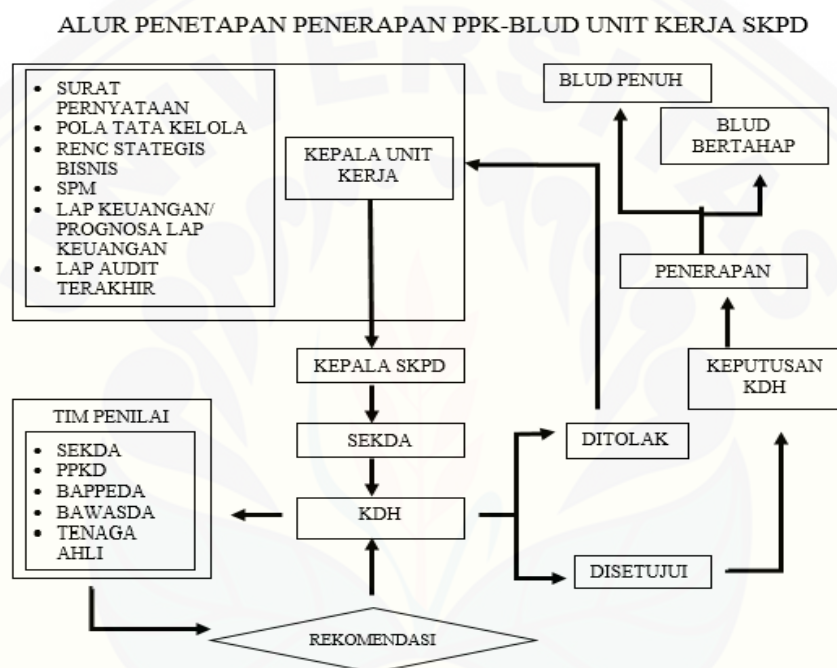 ALUR PENETAPAN PENERAPAN PPK-BLUD UNIT KERJA SKPD
• SURAT
PERNYATAAN
• POLA TATA KELOLA
• RENC STATEGIS
BISNIS
• SPM
• LAP KEUANGAN/
PROGNOSA LAP
KEUANGAN
• LAP AUDIT
TERAKHIR
KEPALA UNIT
KERJA
BLUD PENUH
BLUD
BERTAHAP
PENERAPAN
KEPALA SKPD
KEPUTUSAN
KDH
TIM PENILAI
• SEKDA
• PPKD
• BAPPEDA
• BAWASDA
• TENAGA
AHLI
SEKDA
DITOLAK
KDH
DISETUJUI
REKOMENDASI
UNIVERSITAS